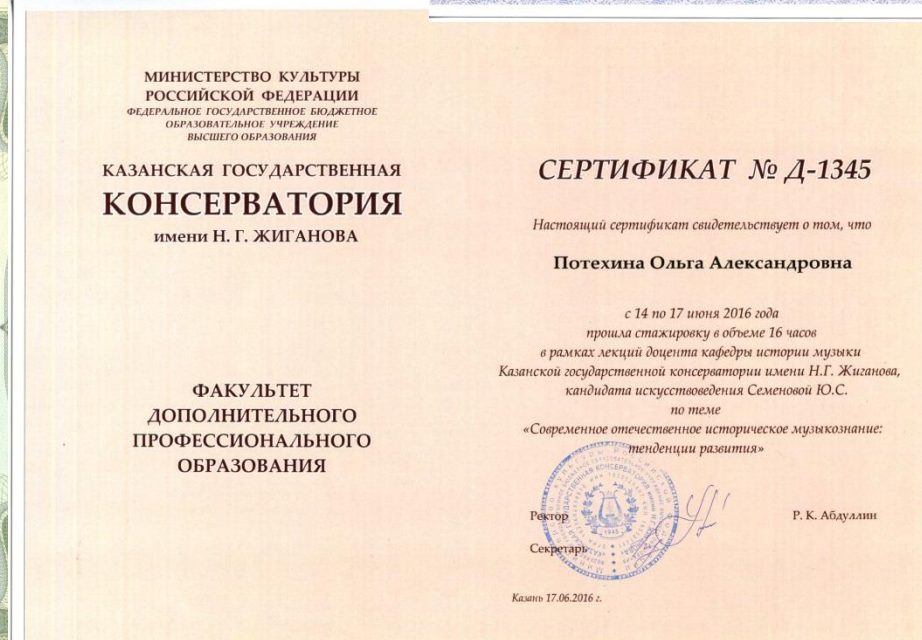 МИНИСТЕРСТВО КУЛЬТУРЫ
РОССИЙСКОЙ ФЕДЕРАЦИИ
ФЕДЕРАЛЬНОЕ ГОСУДАРСТВЕННОЕ БЮДЖЕТНОЕ
ОБРАЗОВАТЕЛЬНОЕ УЧРЕЖДЕНИЕ
ВЫСШЕГО ОБРАЗОВАНИЯ
КАЗАНСКАЯ ГОСУДАРСТВЕННАЯ
КОНСЕРВАТОРИЯ
имени Н. Г. ЖИГАНОВА
ФАКУЛЬТЕТ
ДОПОЛНИТЕЛЬНОГО
ПРОФЕССИОНАЛЬНОГО
ОБРАЗОВАНИЯ
СЕРТИФИКАТ № Д-1345
Настоящий сертификат свидетельствует о том, что
Потехина Ольга Александровна
с 14 по 17 июня 2016 года
прошла стажировку в объеме 16 часов
в рамках лекций доцента кафедры истории музыки
Казанской государственной консерватории имени Н.Г. Жиганова,
кандидата искусствоведения Семеновой Ю.С.
по теме
«Современное отечественное историческое музыкознание:
тенденции развития»
Ректор
Р. К. Абдуллин
Секретарь
1945
Казань 17.06.2016 г.